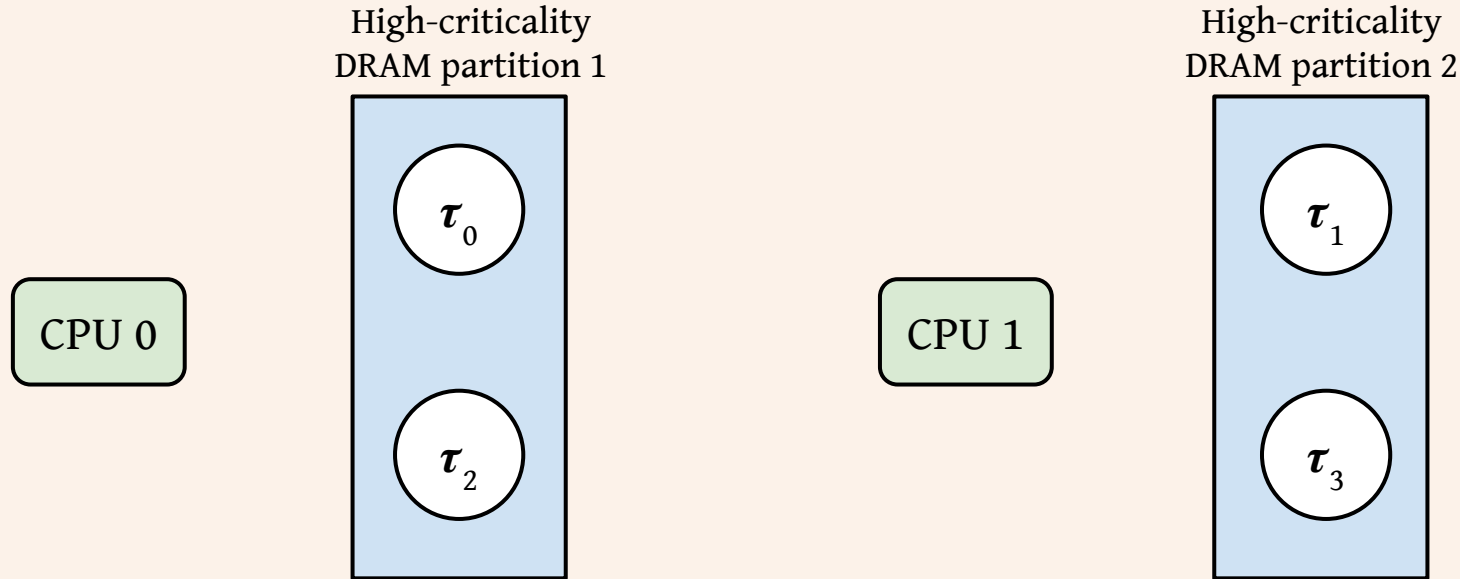 High-criticality
DRAM partition 1
High-criticality
DRAM partition 2
𝝉0
𝝉1
CPU 0
CPU 1
𝝉2
𝝉3